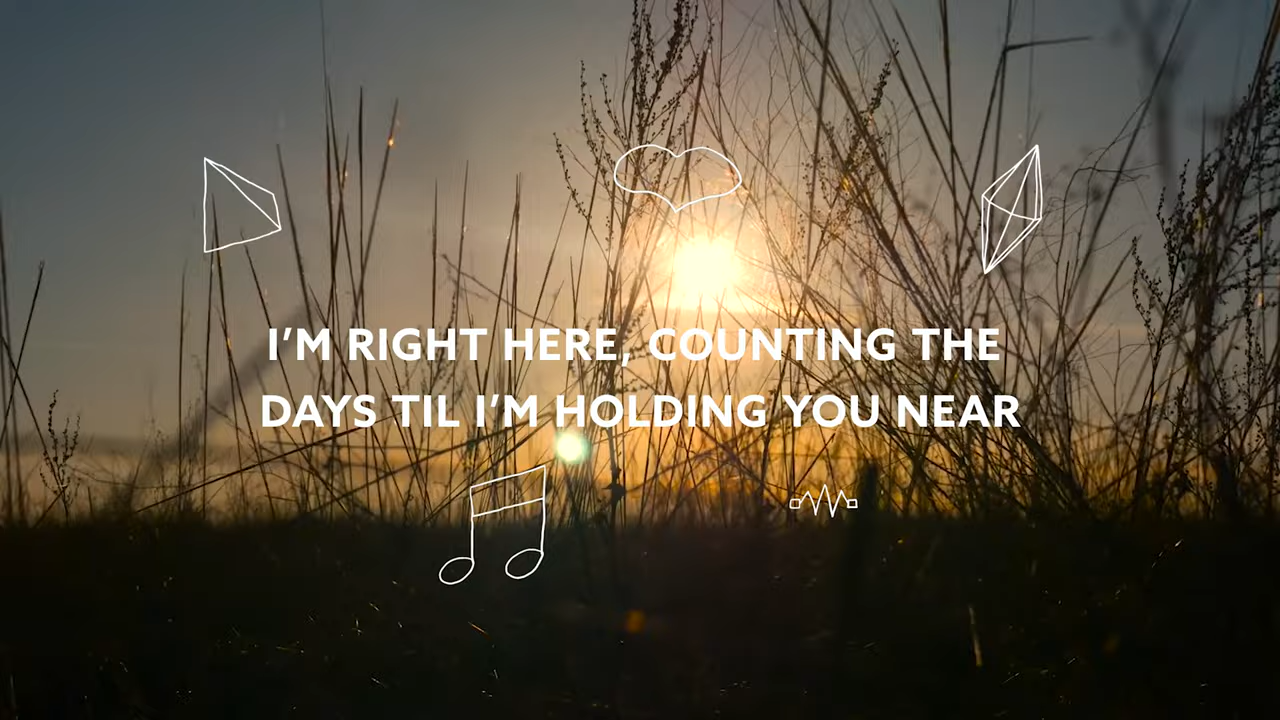 I'M RIGHT HERE, COUNTING THE
DAYS TIL I'M HOLDING YOU NEAR